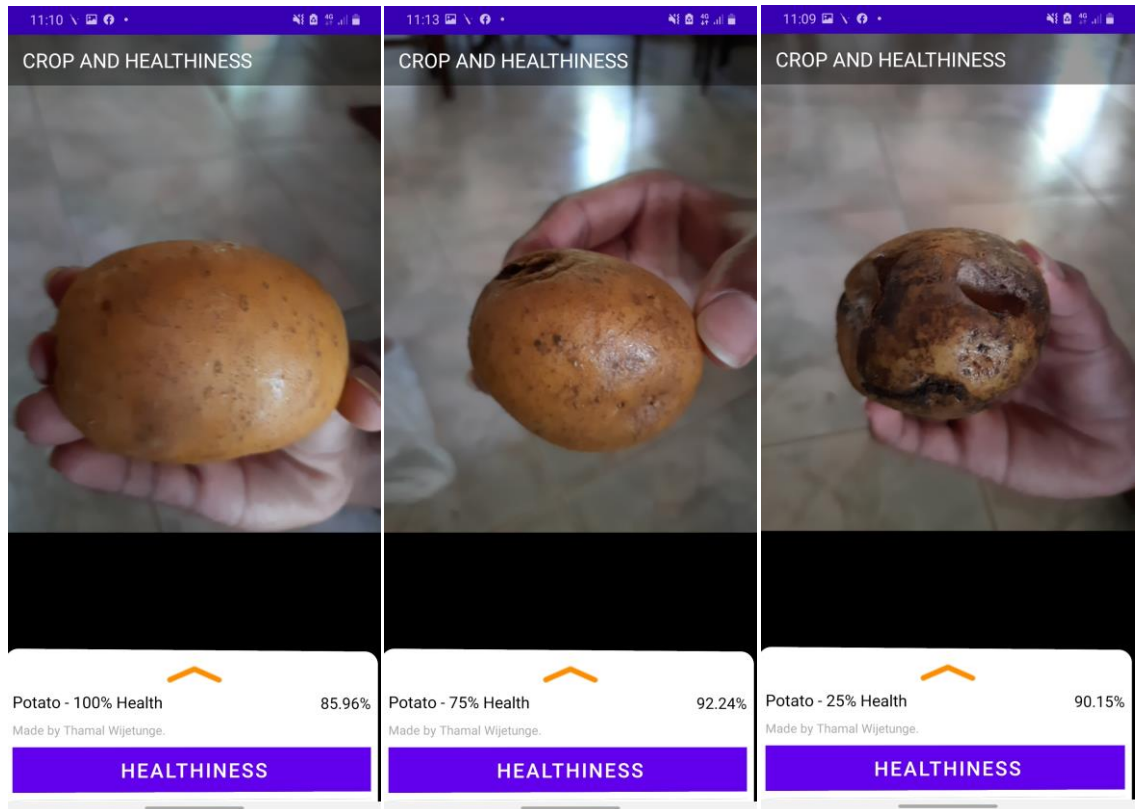 11:10
CROP AND HEALTHINESS
Potato - 100% Health 85.96%
Made by Thamal Wijetunge.
HEALTHINESS
11:13
CROP AND HEALTHINESS
Potato - 75% Health 92.24%
Made by Thamal Wijetunge.
HEALTHINESS
11:09
CROP AND HEALTHINESS
Potato - 25% Health 90.15%
Made by Thamal Wijetunge.
HEALTHINESS